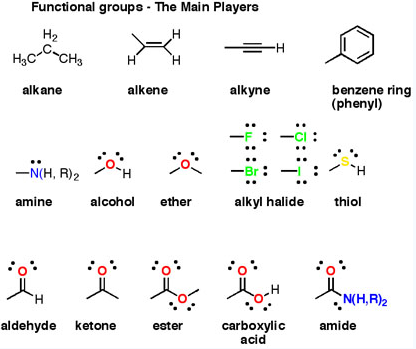 Functional groups - The Main Players
H₂
H₃C C CH₃
H H H
H
alkane alkene alkyne benzene ring
(phenyl)
F Cl
N(H, R)₂ O H O Br I S H
amine alcohol ether alkyl halide thiol
O O O O O
H O O H N(H,R)₂
aldehyde ketone ester carboxylic amide
acid